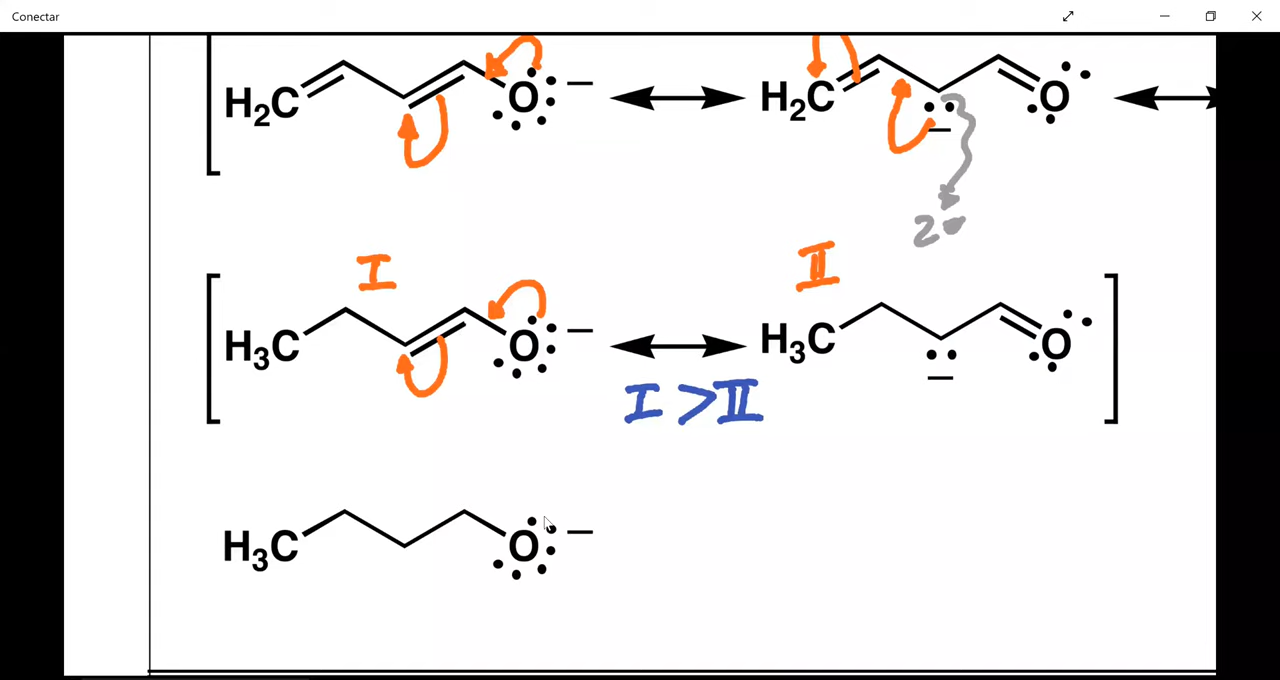 Conectar
H2C O – H2C – O
2
I II
H3C O – H3C – O
I > II
H3C O –